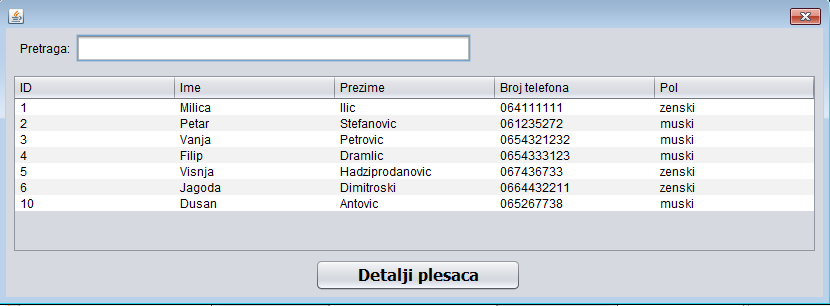 Pretraga:
ID Ime Prezime Broj telefona Pol
1 Milica Ilic 064111111 zenski
2 Petar Stefanovic 061235272 muski
3 Vanja Petrovic 0654321232 muski
4 Filip Dramlic 0654333123 muski
5 Visnja Hadziprodanovic 067436733 zenski
6 Jagoda Dimitroski 0664432211 zenski
10 Dusan Antovic 065267738 muski
Detalji plesaca